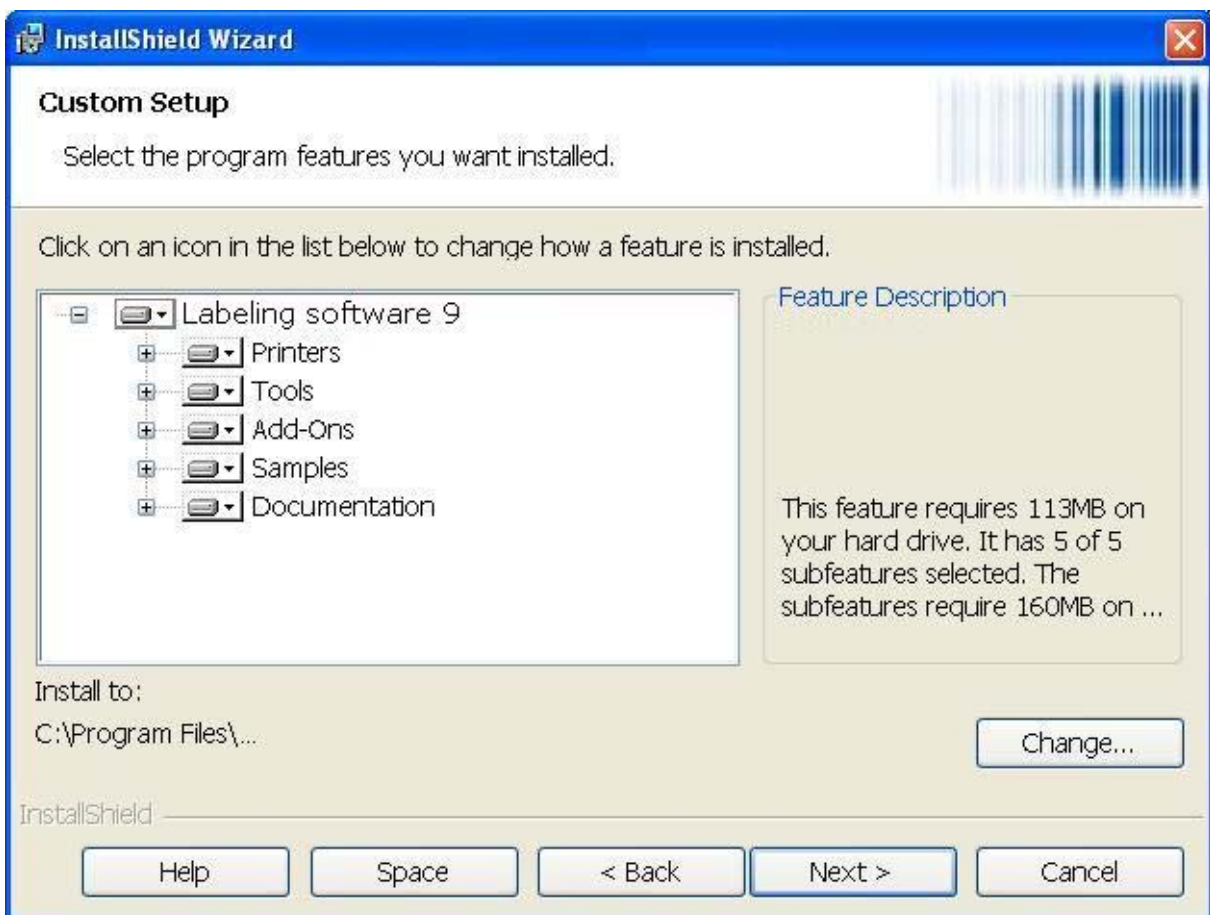 InstallShield Wizard
Custom Setup
Select the program features you want installed.
Click on an icon in the list below to change how a feature is installed.
Labeling software 9
Printers
Tools
Add-Ons
Samples
Documentation
Feature Description
This feature requires 113MB on
your hard drive. It has 5 of 5
subfeatures selected. The
subfeatures require 160MB on ...
Install to:
C:\Program Files\...
Change...
InstallShield
Help
Space
< Back
Next >
Cancel